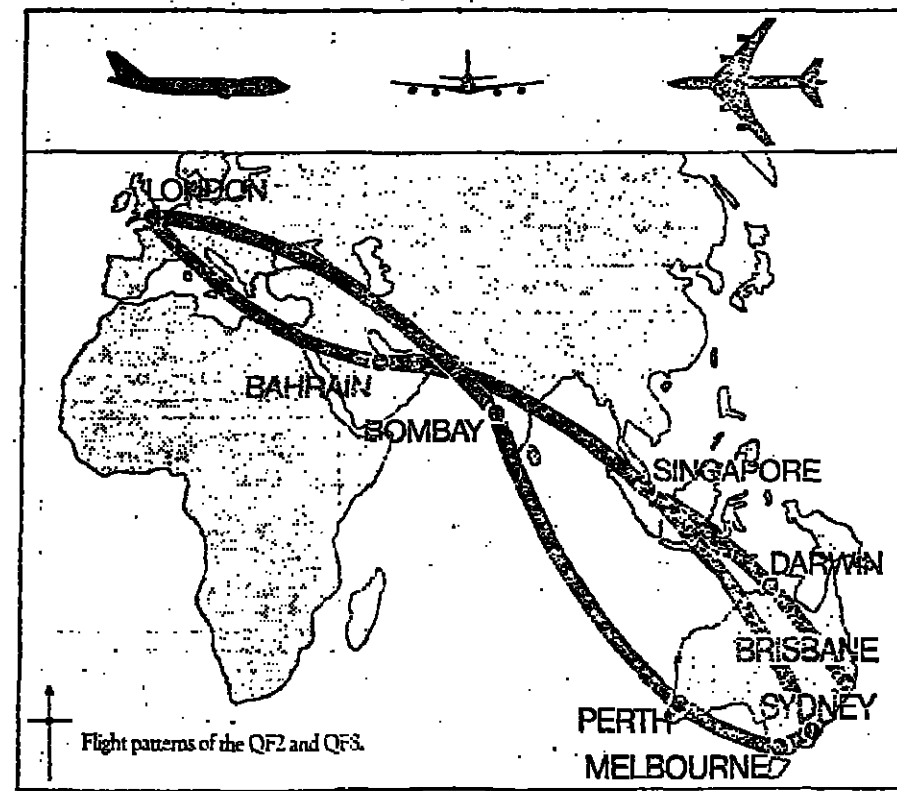 LONDON
BAHRAIN
BOMBAY
SINGAPORE
DARWIN
BRISBANE
SYDNEY
PERTH
MELBOURNE
Flight patterns of the QF2 and QF8.